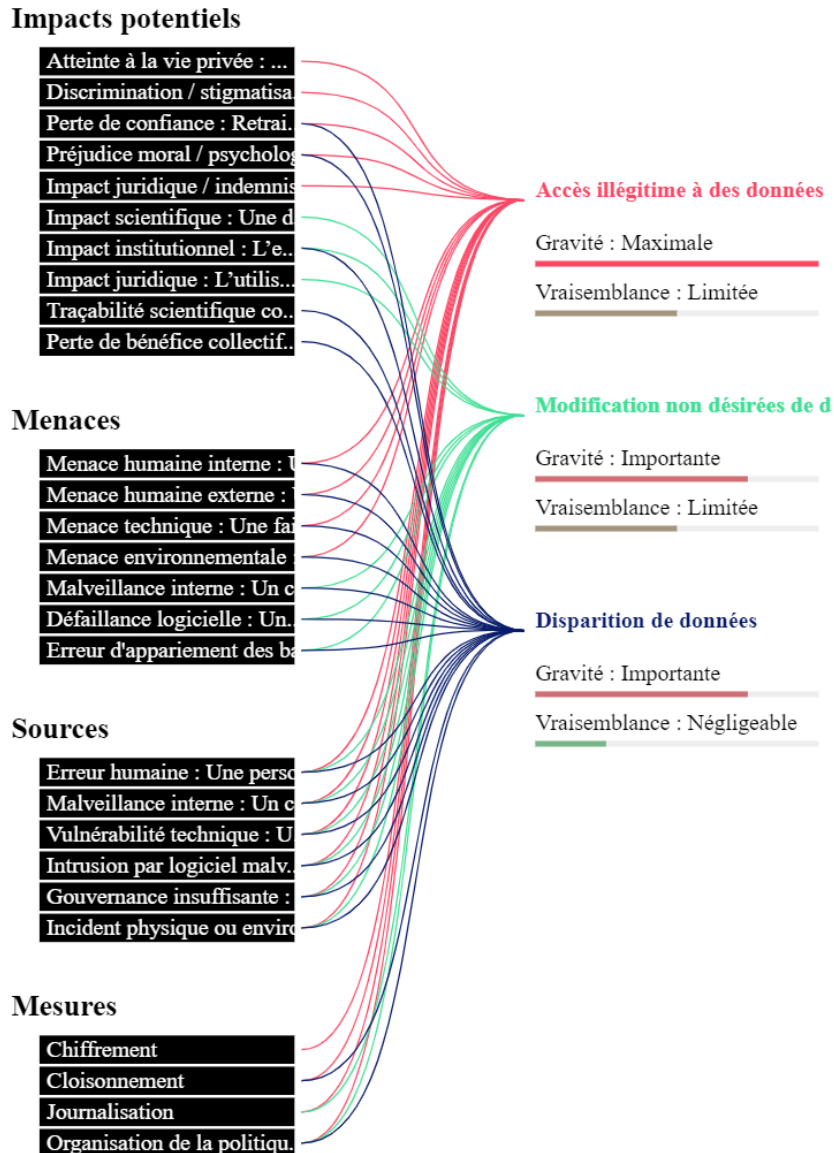 Impacts potentiels
Atteinte à la vie privée : ...
Discrimination / stigmatisa.
Perte de confiance : Retrai..
Préjudice moral / psycholog
Impact juridique / indemnis
Impact scientifique : Une d
Impact institutionnel : L’e...
Impact juridique : L’utilis...
Traçabilité scientifique co...
Perte de bénéfice collectif...
Accès illégitime à des données
Gravité : Maximale
Vraisemblance : Limitée
Menaces
Menace humaine interne : U
Menace humaine externe :
Menace technique : Une fai
Menace environnementale :
Malveillance interne : Un c
Défaillance logicielle : Un..
Erreur d'appariement des ba
Modification non désirées de d
Gravité : Importante
Vraisemblance : Limitée
Disparition de données
Gravité : Importante
Vraisemblance : Négligeable
Sources
Erreur humaine : Une perso
Malveillance interne : Un c
Vulnérabilité technique : U
Intrusion par logiciel malv..
Gouvernance insuffisante :
Incident physique ou enviro
Mesures
Chiffrement
Cloisonnement
Journalisation
Organisation de la politiqu.